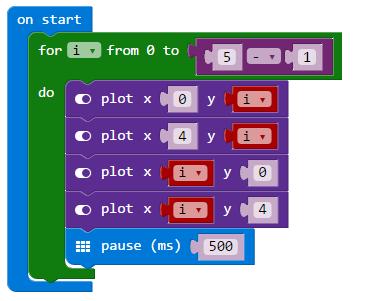 on start
for i from 0 to 5 - 1
do
plot x 0 y i
plot x 4 y i
plot x i y 0
plot x i y 4
pause (ms) 500